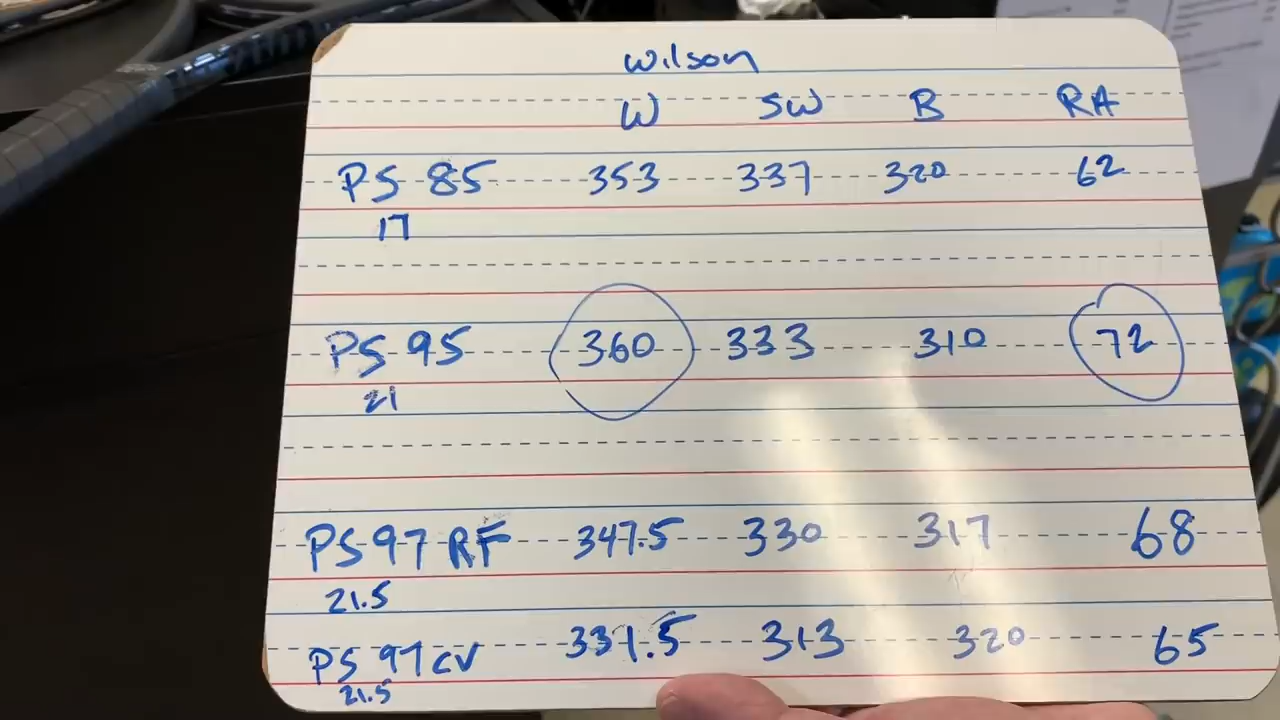 Wilson
W SW B RA
PS 85 353 337 320 62
17
PS 95 360 333 310 72
21
PS 97 RF 347.5 330 317 68
21.5
PS 97 CV 331.5 313 320 65
21.5